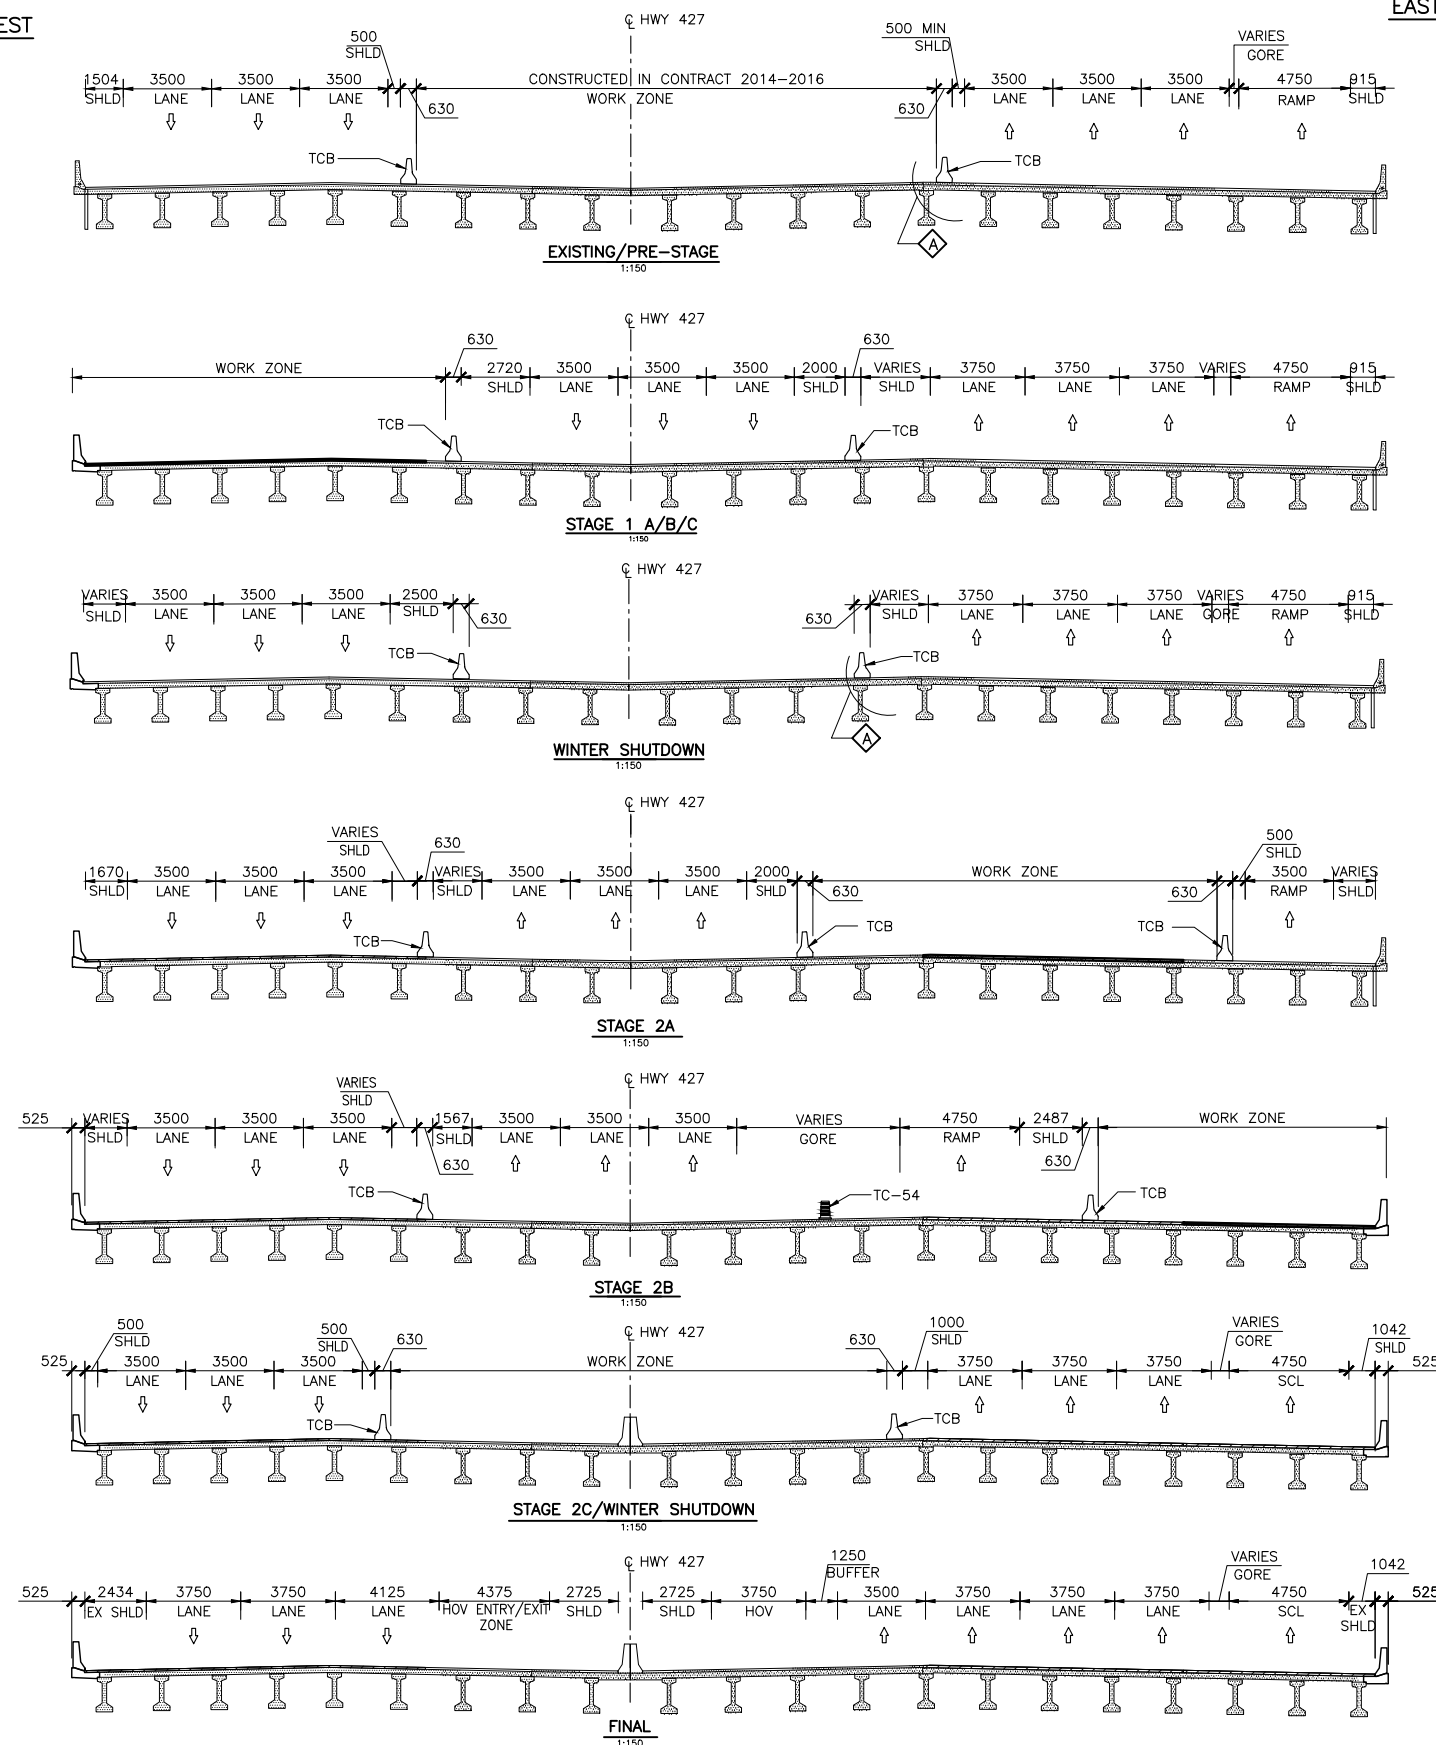 EST
EAST
℄ HWY 427
500
SHLD
500 MIN
SHLD
VARIES
GORE
1504 3500 3500 3500 CONSTRUCTED IN CONTRACT 2014-2016 3500 3500 3500 4750 915
SHLD LANE LANE LANE WORK ZONE LANE LANE LANE RAMP SHLD
630 630
TCB TCB
A
EXISTING/PRE-STAGE
1:150
℄ HWY 427
630 630
WORK ZONE 2720 3500 3500 3500 2000 VARIES 3750 3750 3750 VARIES 4750 915
SHLD LANE LANE LANE SHLD SHLD LANE LANE LANE RAMP SHLD
TCB TCB
STAGE 1 A/B/C
1:150
℄ HWY 427
VARIES 3500 3500 3500 2500 VARIES 3750 3750 3750 VARIES 4750 915
SHLD LANE LANE LANE SHLD SHLD LANE LANE LANE GORE RAMP SHLD
630 630
TCB TCB
A
WINTER SHUTDOWN
1:150
℄ HWY 427
VARIES
SHLD
630
500
SHLD
1670 3500 3500 3500 VARIES 3500 3500 3500 2000 WORK ZONE 3500 VARIES
SHLD LANE LANE LANE SHLD LANE LANE LANE SHLD RAMP SHLD
630 630
TCB TCB TCB
STAGE 2A
1:150
℄ HWY 427
VARIES
SHLD
525 VARIES 3500 3500 3500 1567 3500 3500 3500 VARIES 4750 2487 WORK ZONE
SHLD LANE LANE LANE SHLD LANE LANE LANE GORE RAMP SHLD
630 630
TCB TC-54 TCB
STAGE 2B
1:150
℄ HWY 427
500
SHLD
500
SHLD
630 630
1000
SHLD
VARIES
GORE
1042
SHLD
525 3500 3500 3500 WORK ZONE 3750 3750 3750 4750 525
LANE LANE LANE LANE LANE LANE SCL
TCB TCB
STAGE 2C/WINTER SHUTDOWN
1:150
℄ HWY 427
1250
BUFFER
VARIES
GORE
1042
525 2434 3750 3750 4125 4375 2725 2725 3750 3500 3750 3750 3750 4750 525
EX SHLD LANE LANE LANE HOV ENTRY/EXIT SHLD SHLD HOV LANE LANE LANE LANE SCL EX
ZONE SHLD
FINAL
1:150